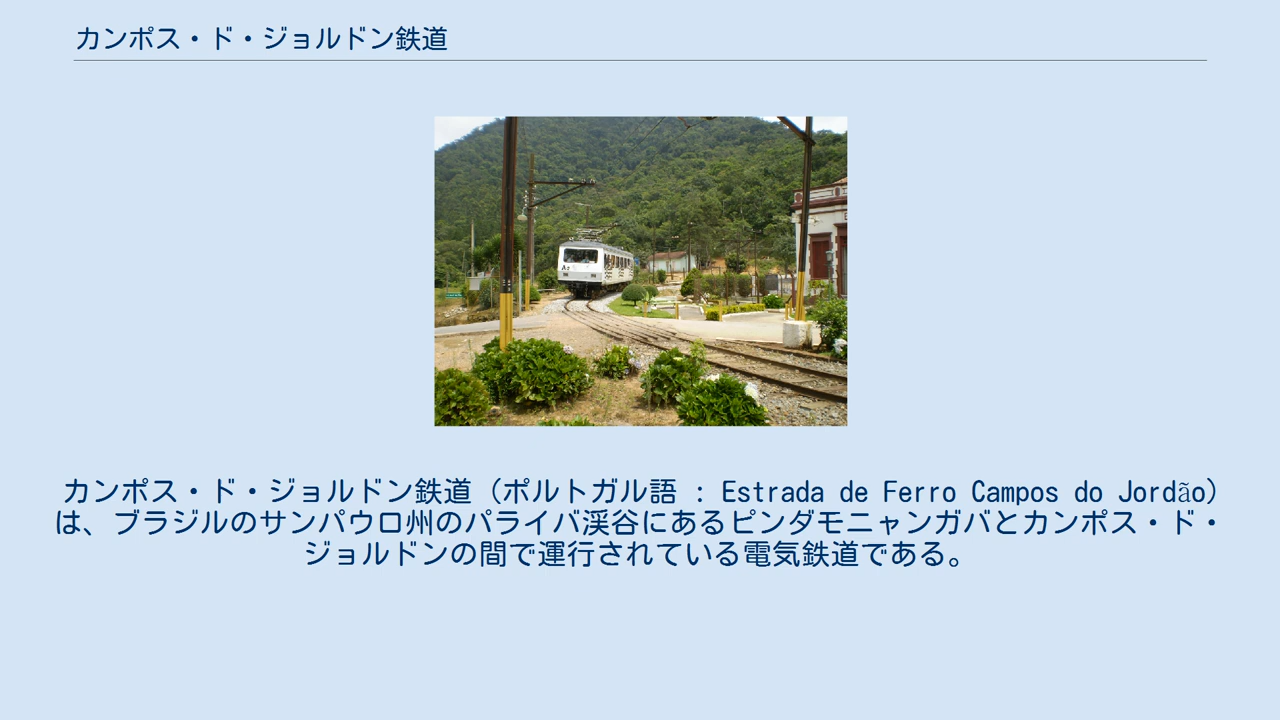 カンポス・ド・ジョルドン鉄道
カンポス・ド・ジョルドン鉄道（ポルトガル語 : Estrada de Ferro Campos do Jordão）
は、ブラジルのサンパウロ州のパライバ渓谷にあるピンダモニャンガバとカンポス・ド・
ジョルドンの間で運行されている電気鉄道である。